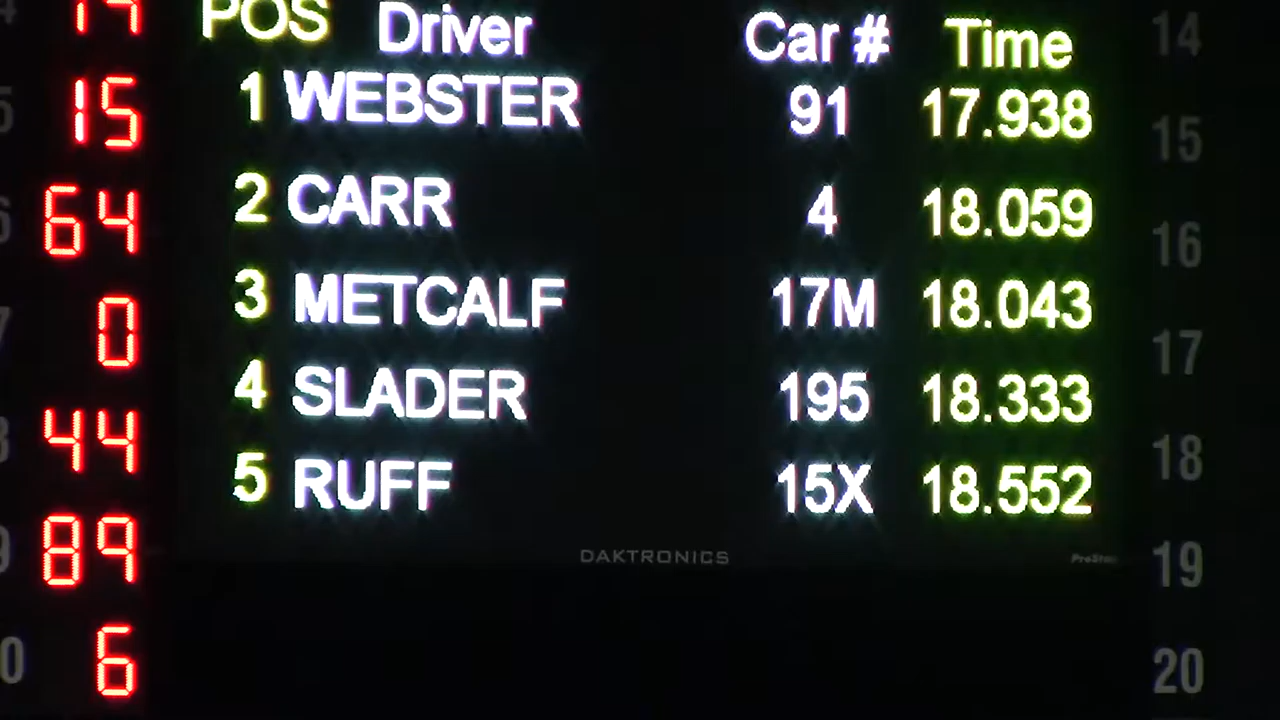 POS Driver Car # Time
14
15 1 WEBSTER 91 17.938 15
64 2 CARR 4 18.059 16
0 3 METCALF 17M 18.043 17
44 4 SLADER 195 18.333 18
89 5 RUFF 15X 18.552
DAKTRONICS 19
6 20